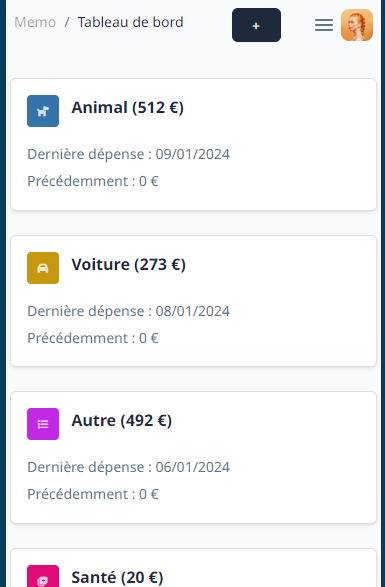 Memo / Tableau de bord
+
Animal (512 €)
Dernière dépense : 09/01/2024
Précédemment : 0 €
Voiture (273 €)
Dernière dépense : 08/01/2024
Précédemment : 0 €
Autre (492 €)
Dernière dépense : 06/01/2024
Précédemment : 0 €
Santé (20 €)